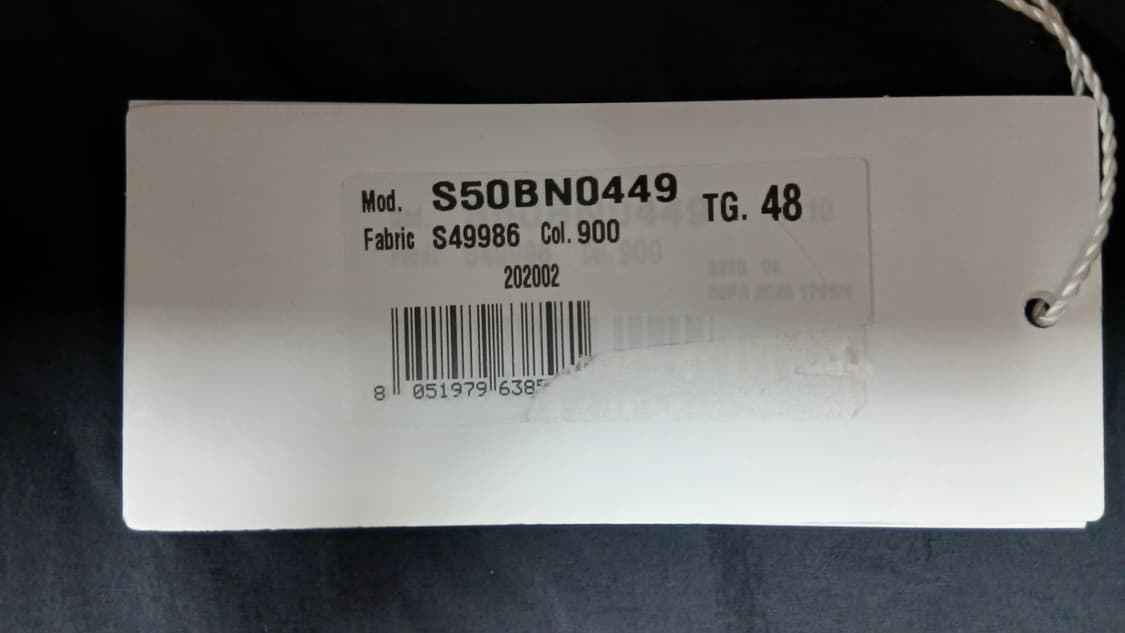 Mod. S50BN0449 TG. 48
Fabric S49986 Col. 900
202002
8 051979 638